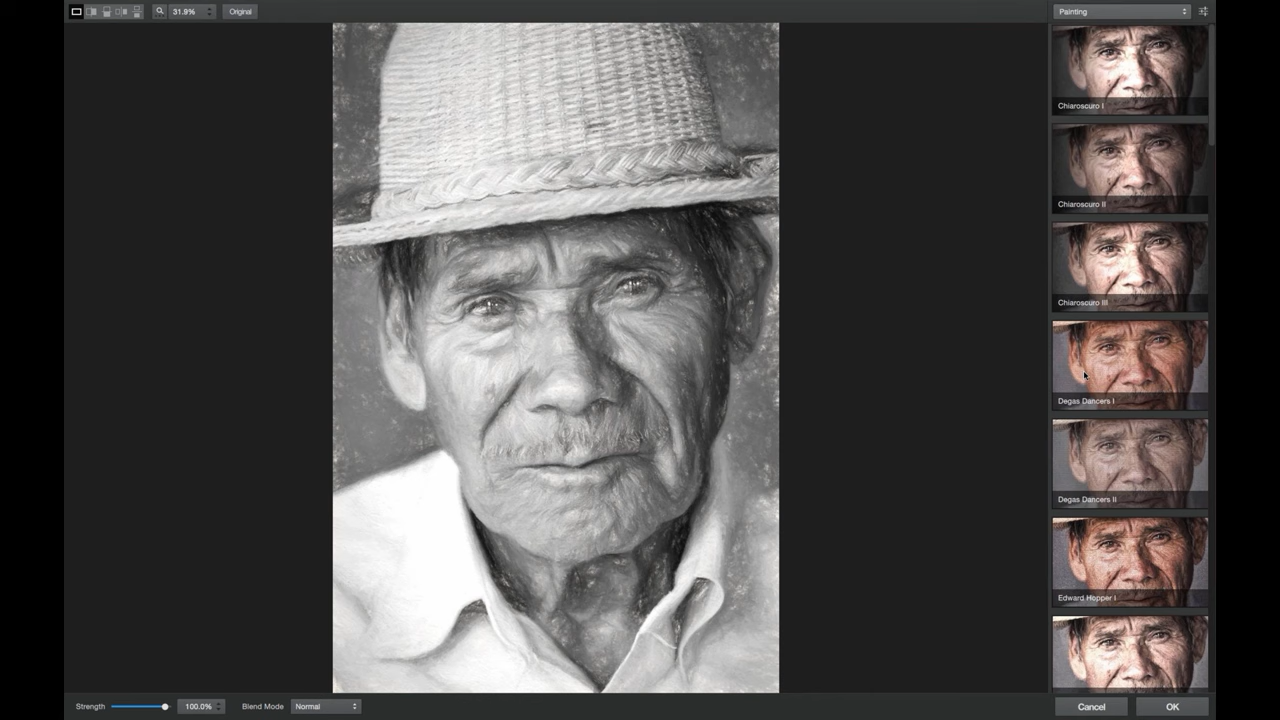 31.9%
Original
Painting
Chiaroscuro I
Chiaroscuro II
Chiaroscuro III
Degas Dancers I
Degas Dancers II
Edward Hopper I
Strength
100.0%
Blend Mode
Normal
Cancel
OK